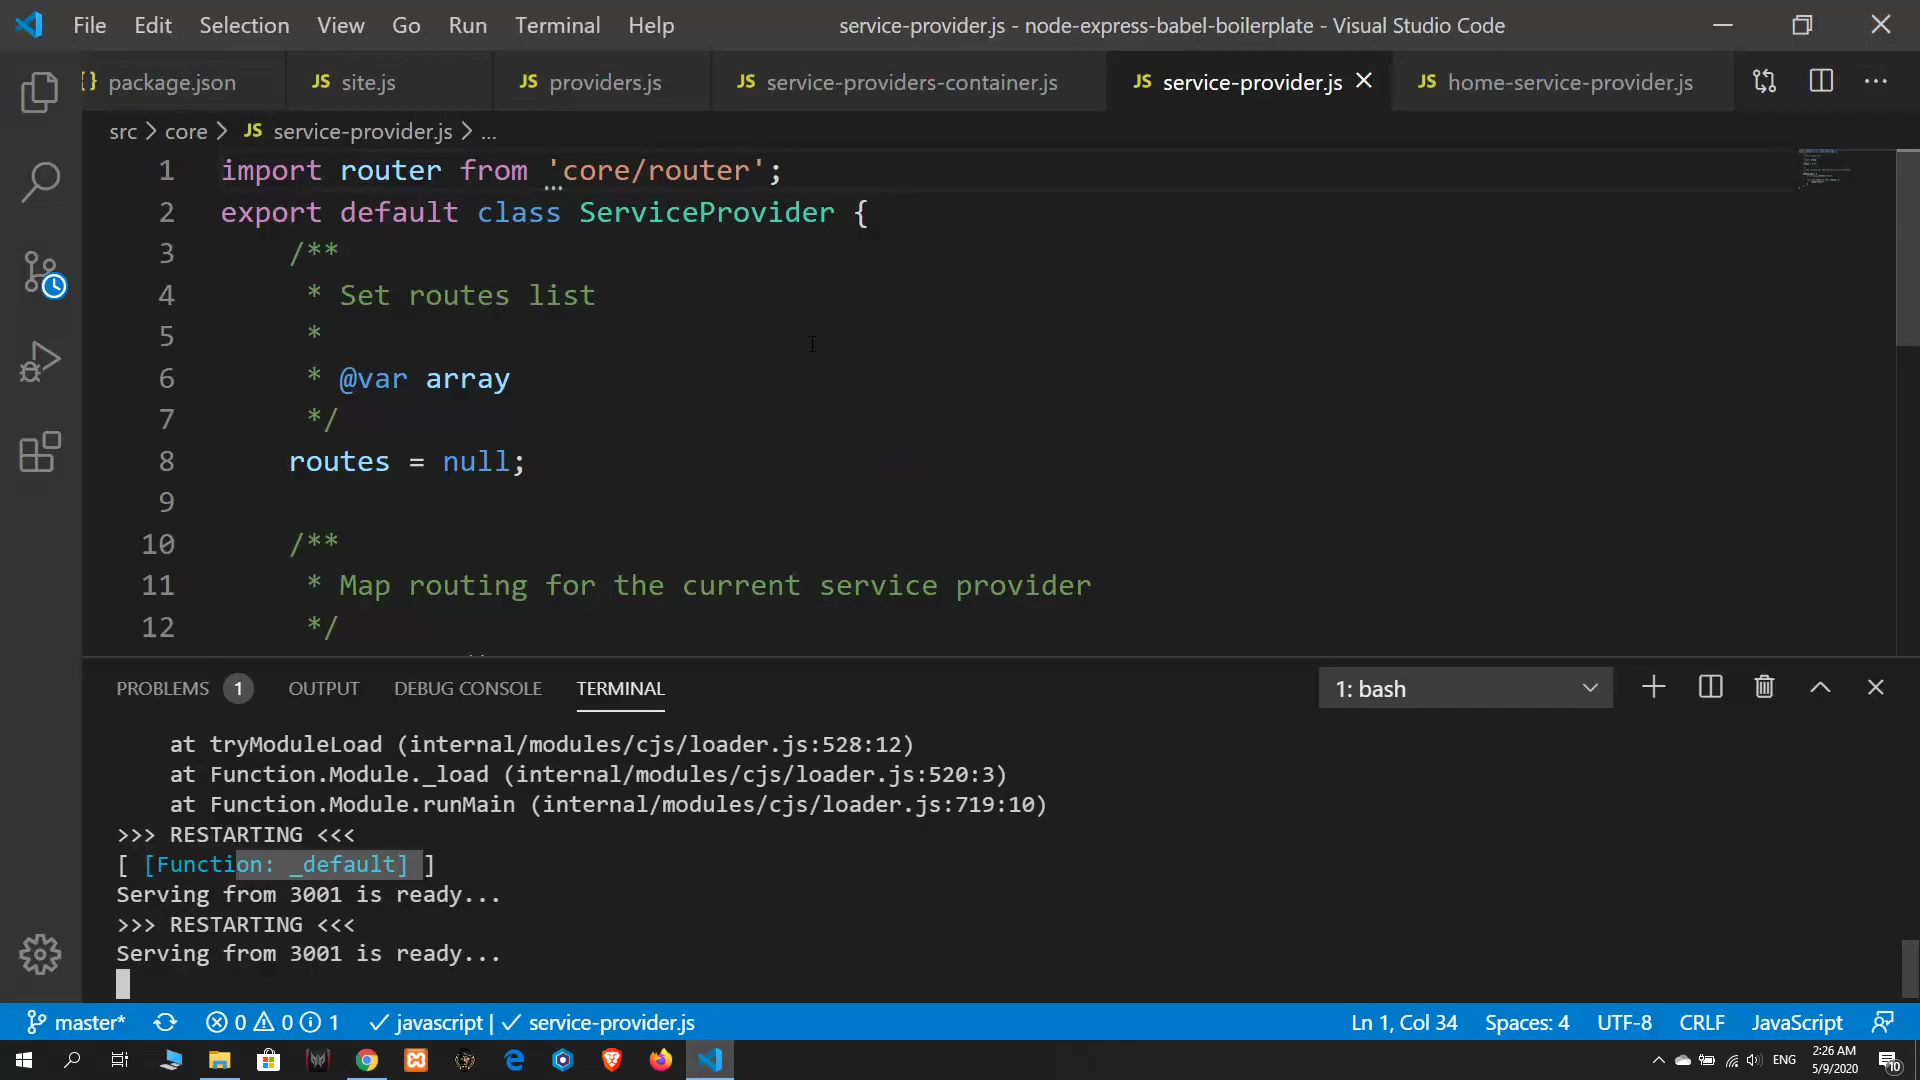 File Edit Selection View Go Run Terminal Help service-provider.js - node-express-babel-boilerplate - Visual Studio Code
{} package.json JS site.js JS providers.js JS service-providers-container.js JS service-provider.js JS home-service-provider.js
src > core > JS service-provider.js > ...
1 import router from 'core/router';
2 export default class ServiceProvider {
3 /**
4 * Set routes list
5 *
6 * @var array
7 */
8 routes = null;
9
10 /**
11 * Map routing for the current service provider
12 */
PROBLEMS 1 OUTPUT DEBUG CONSOLE TERMINAL 1: bash
at tryModuleLoad (internal/modules/cjs/loader.js:528:12)
at Function.Module._load (internal/modules/cjs/loader.js:520:3)
at Function.Module.runMain (internal/modules/cjs/loader.js:719:10)
>>> RESTARTING <<<
[ [Function: _default] ]
Serving from 3001 is ready...
>>> RESTARTING <<<
Serving from 3001 is ready...
master* 0 0 1 javascript | service-provider.js Ln 1, Col 34 Spaces: 4 UTF-8 CRLF JavaScript
ENG 2:26 AM
5/9/2020 10